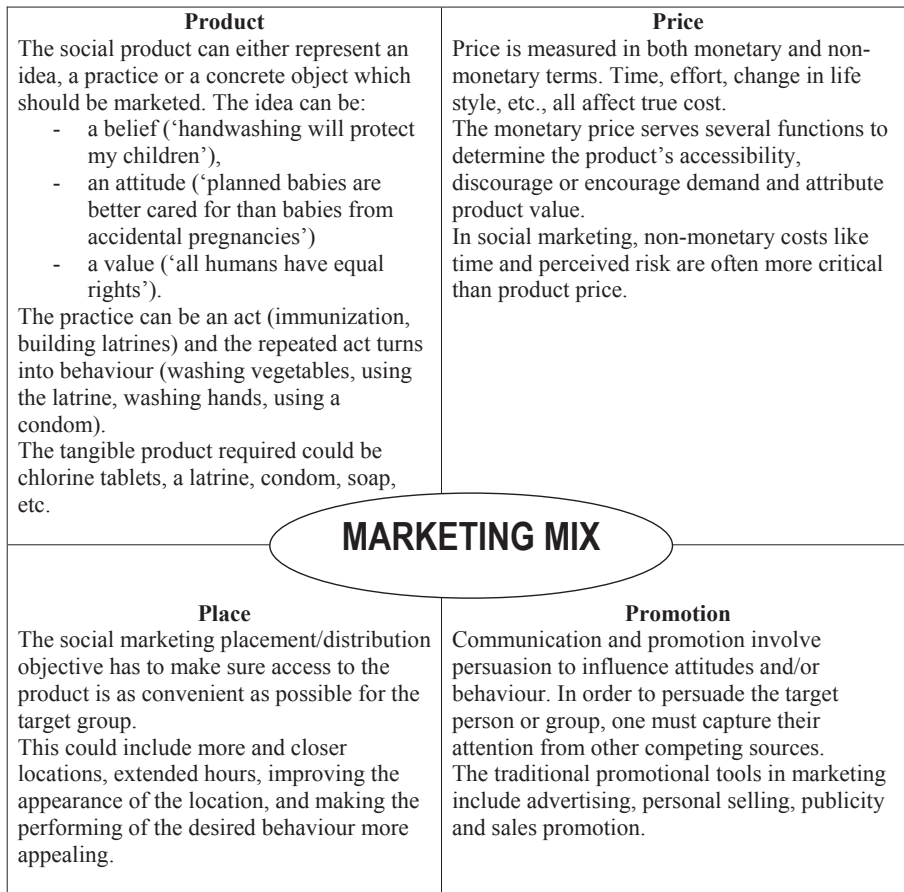 Product
The social product can either represent an
idea, a practice or a concrete object which
should be marketed. The idea can be:
- a belief (‘handwashing will protect
my children’),
- an attitude (‘planned babies are
better cared for than babies from
accidental pregnancies’)
- a value (‘all humans have equal
rights’).
The practice can be an act (immunization,
building latrines) and the repeated act turns
into behaviour (washing vegetables, using
the latrine, washing hands, using a
condom).
The tangible product required could be
chlorine tablets, a latrine, condom, soap,
etc.
Price
Price is measured in both monetary and non-
monetary terms. Time, effort, change in life
style, etc., all affect true cost.
The monetary price serves several functions to
determine the product’s accessibility,
discourage or encourage demand and attribute
product value.
In social marketing, non-monetary costs like
time and perceived risk are often more critical
than product price.
MARKETING MIX
Place
The social marketing placement/distribution
objective has to make sure access to the
product is as convenient as possible for the
target group.
This could include more and closer
locations, extended hours, improving the
appearance of the location, and making the
performing of the desired behaviour more
appealing.
Promotion
Communication and promotion involve
persuasion to influence attitudes and/or
behaviour. In order to persuade the target
person or group, one must capture their
attention from other competing sources.
The traditional promotional tools in marketing
include advertising, personal selling, publicity
and sales promotion.